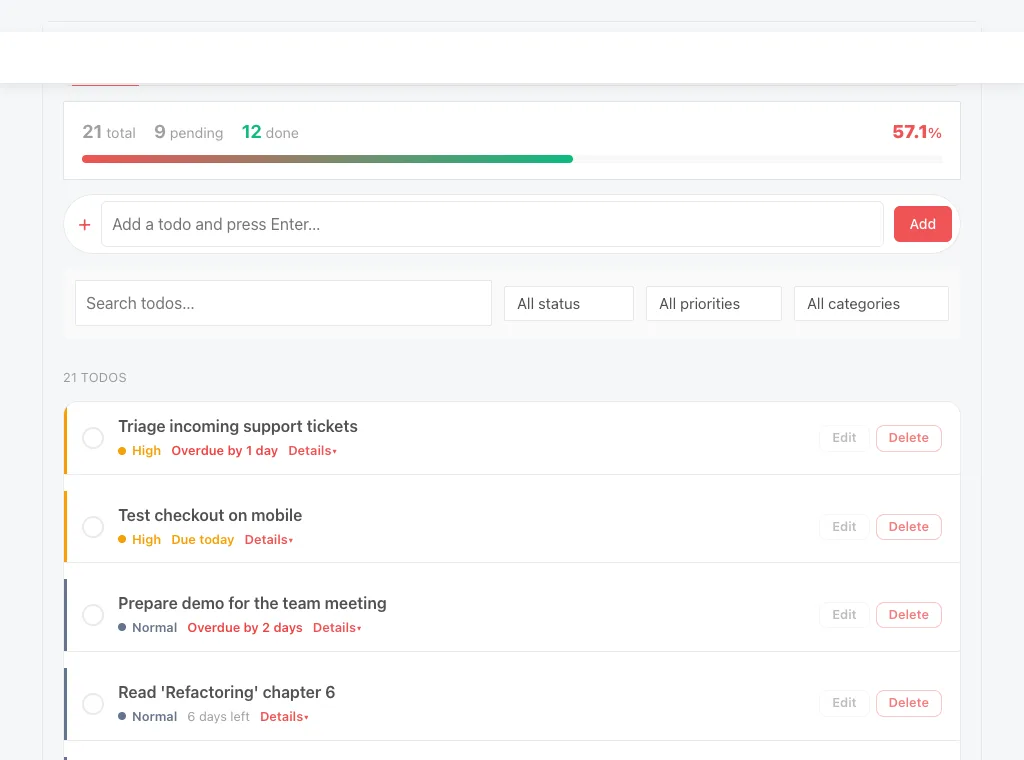 21 total 9 pending 12 done 57.1%
+ Add a todo and press Enter... Add
Search todos... All status All priorities All categories
21 TODOS
Triage incoming support tickets
High Overdue by 1 day Details▾
Edit Delete
Test checkout on mobile
High Due today Details▾
Edit Delete
Prepare demo for the team meeting
Normal Overdue by 2 days Details▾
Edit Delete
Read 'Refactoring' chapter 6
Normal 6 days left Details▾
Edit Delete